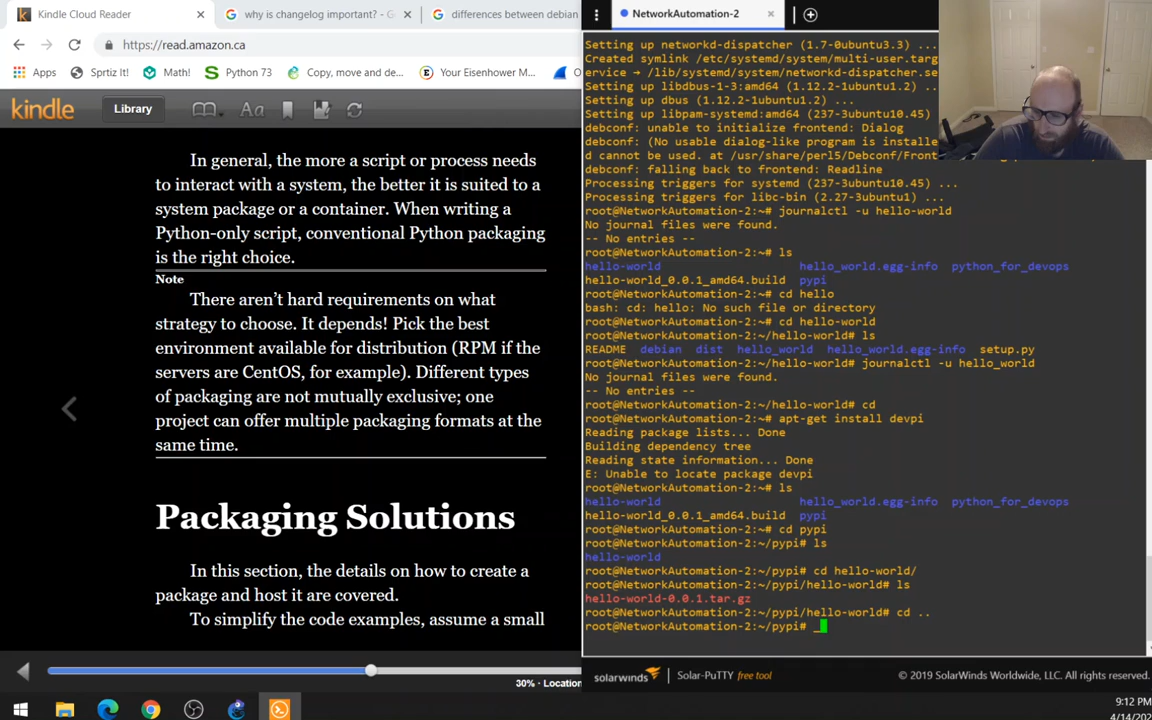 Kindle Cloud Reader
why is changelog important? - G
differences between debian
NetworkAutomation-2
https://read.amazon.ca
Apps
Sprtiz It!
Math!
Python 73
Copy, move and de...
Your Eisenhower M...
kindle
Library
Aa
In general, the more a script or process needs
to interact with a system, the better it is suited to a
system package or a container. When writing a
Python-only script, conventional Python packaging
is the right choice.
Note
There aren't hard requirements on what
strategy to choose. It depends! Pick the best
environment available for distribution (RPM if the
servers are CentOS, for example). Different types
of packaging are not mutually exclusive; one
project can offer multiple packaging formats at the
same time.
Packaging Solutions
In this section, the details on how to create a
package and host it are covered.
To simplify the code examples, assume a small
30% · Location
Setting up networkd-dispatcher (1.7-0ubuntu3.3) ...
Created symlink /etc/systemd/system/multi-user.targ
ervice → /lib/systemd/system/networkd-dispatcher.se
Setting up libdbus-1-3:amd64 (1.12.2-1ubuntu1.2) ...
Setting up dbus (1.12.2-1ubuntu1.2) ...
Setting up libpam-systemd:amd64 (237-3ubuntu10.45)
debconf: unable to initialize frontend: Dialog
debconf: (No usable dialog-like program is installe
d cannot be used. at /usr/share/perl5/Debconf/Front
debconf: falling back to frontend: Readline
Processing triggers for systemd (237-3ubuntu10.45) ...
Processing triggers for libc-bin (2.27-3ubuntu1) ...
root@NetworkAutomation-2:~# journalctl -u hello-world
No journal files were found.
-- No entries --
root@NetworkAutomation-2:~# ls
hello-world hello_world.egg-info python_for_devops
hello-world_0.0.1_amd64.build pypi
root@NetworkAutomation-2:~# cd hello
bash: cd: hello: No such file or directory
root@NetworkAutomation-2:~# cd hello-world
root@NetworkAutomation-2:~/hello-world# ls
README debian dist hello_world hello_world.egg-info setup.py
root@NetworkAutomation-2:~/hello-world# journalctl -u hello_world
No journal files were found.
-- No entries --
root@NetworkAutomation-2:~/hello-world# cd
root@NetworkAutomation-2:~# apt-get install devpi
Reading package lists... Done
Building dependency tree
Reading state information... Done
E: Unable to locate package devpi
root@NetworkAutomation-2:~# ls
hello-world hello_world.egg-info python_for_devops
hello-world_0.0.1_amd64.build pypi
root@NetworkAutomation-2:~# cd pypi
root@NetworkAutomation-2:~/pypi# ls
hello-world
root@NetworkAutomation-2:~/pypi# cd hello-world/
root@NetworkAutomation-2:~/pypi/hello-world# ls
hello-world-0.0.1.tar.gz
root@NetworkAutomation-2:~/pypi/hello-world# cd ..
root@NetworkAutomation-2:~/pypi# _
solarwinds Solar-PuTTY free tool © 2019 SolarWinds Worldwide, LLC. All rights reserved.
9:12 PM
4/14/202